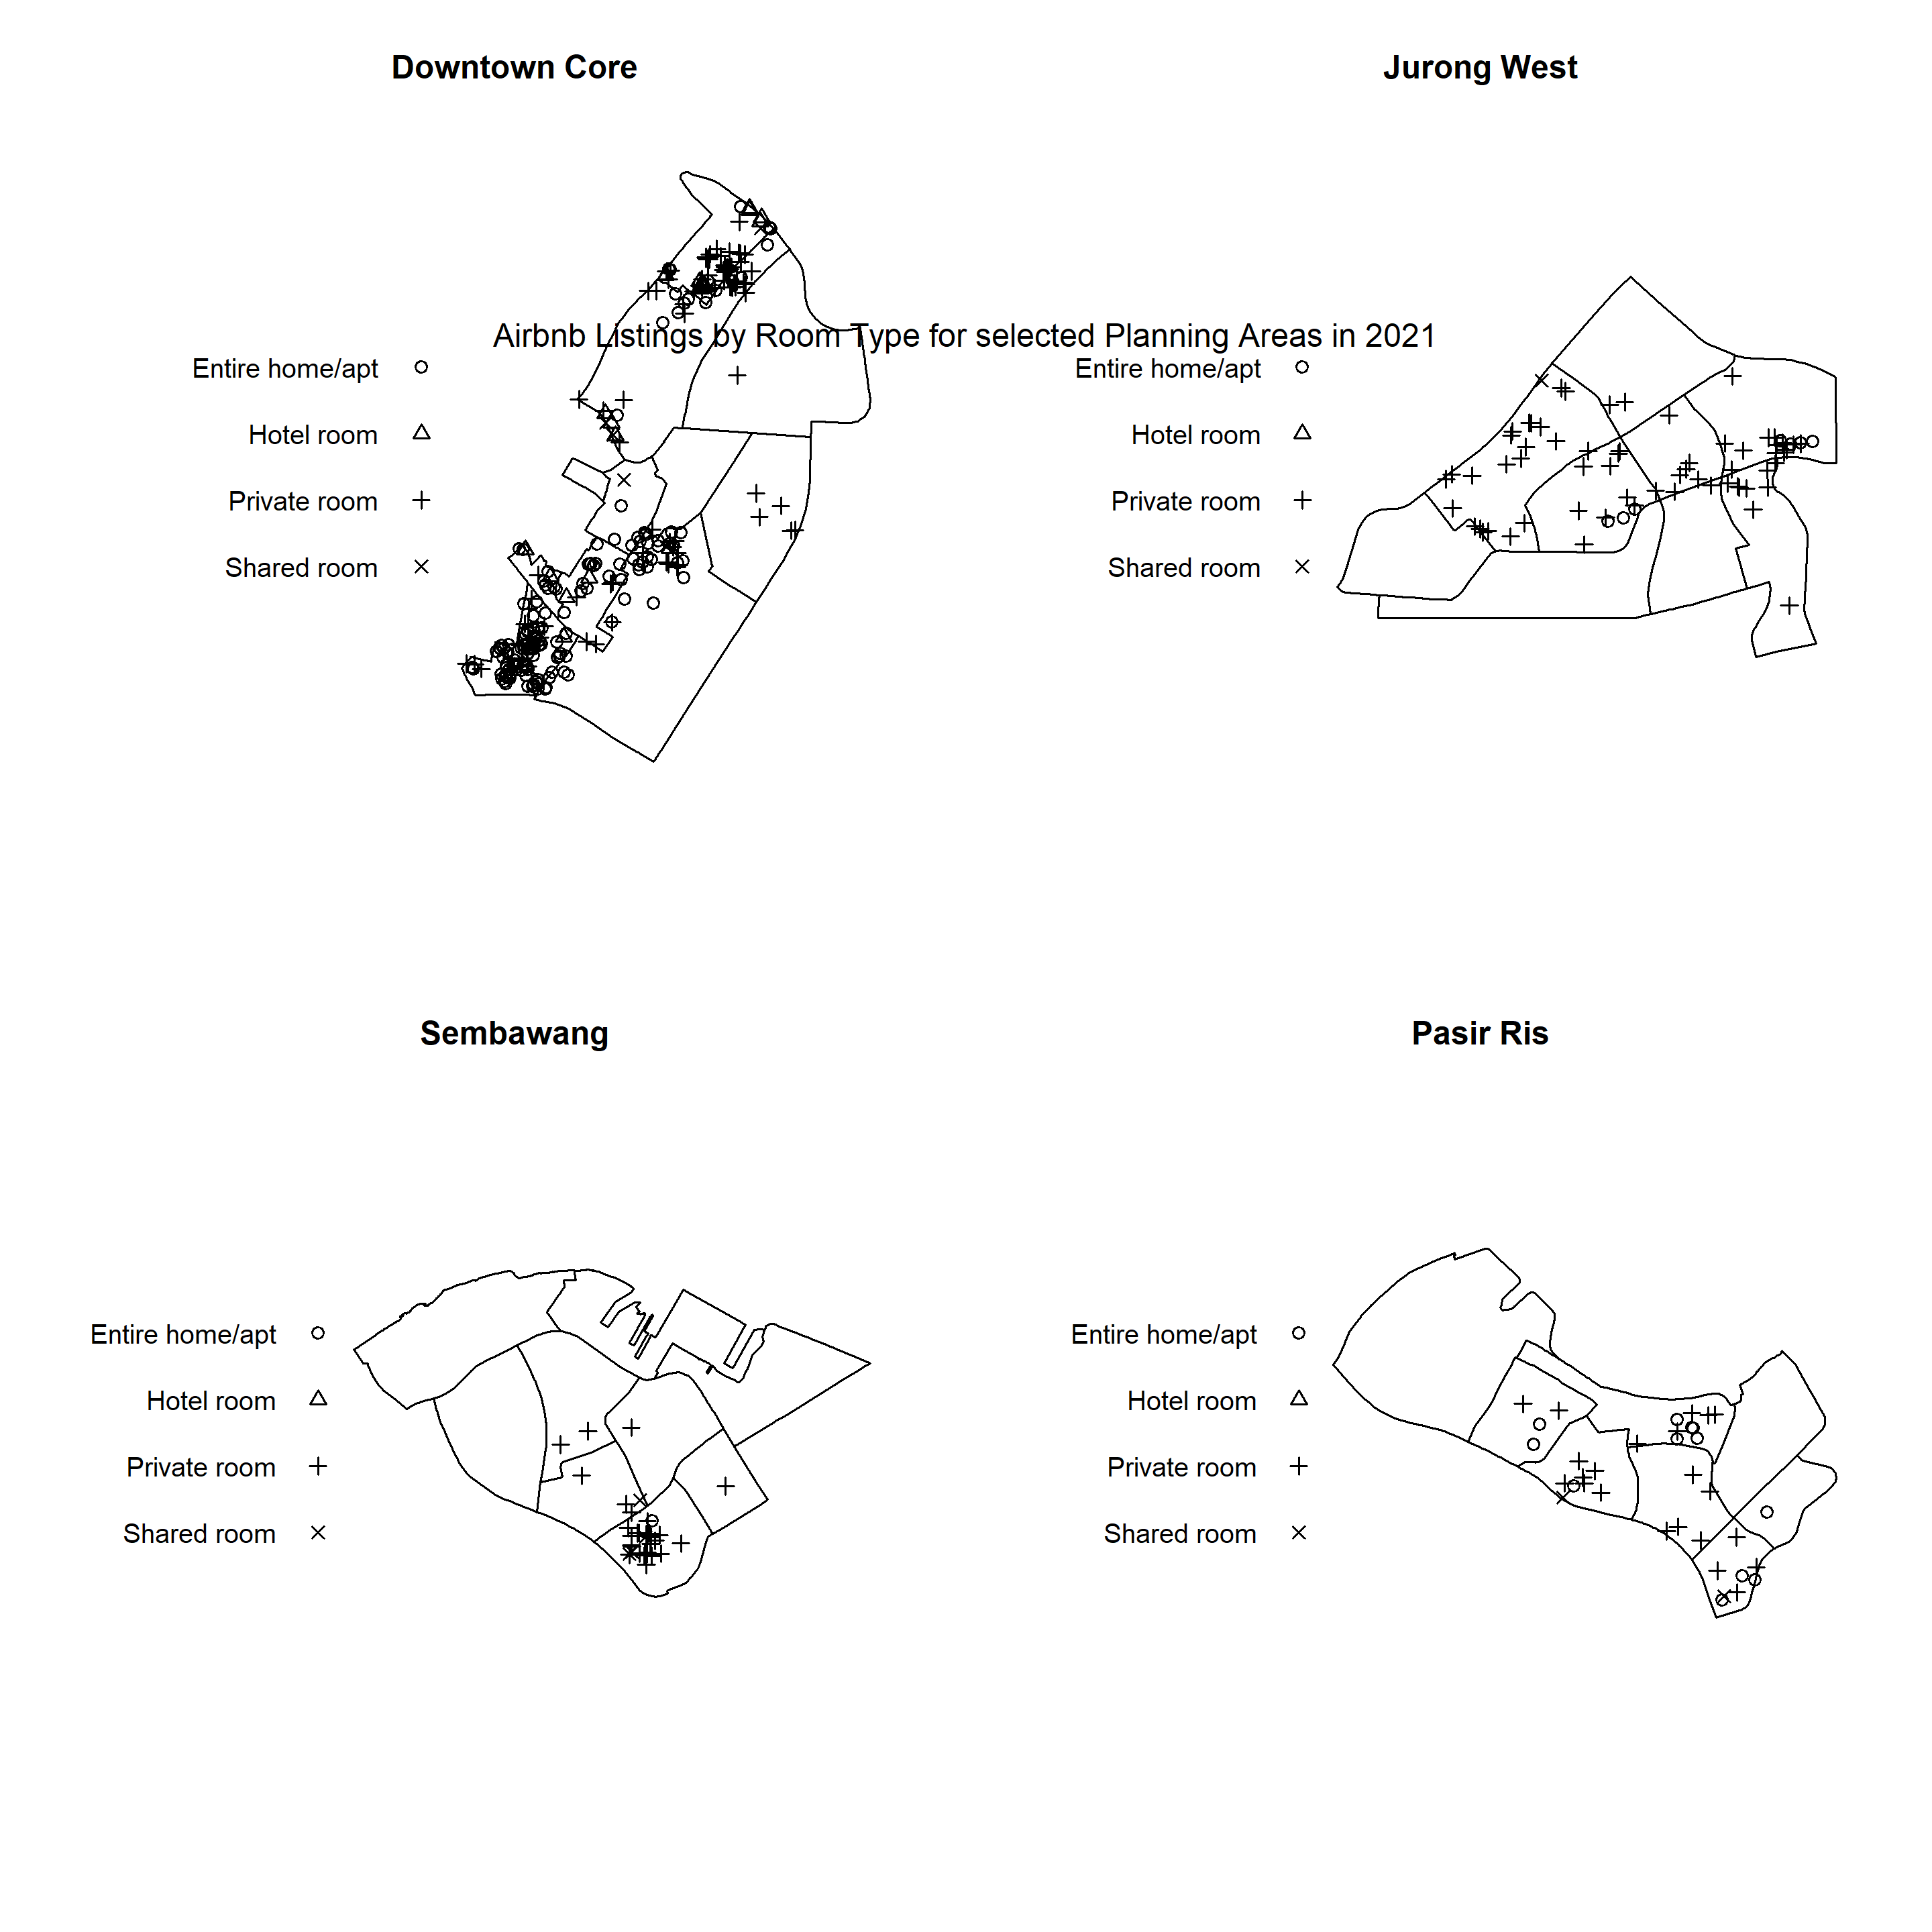 Downtown Core
Jurong West
Airbnb Listings by Room Type for selected Planning Areas in 2021
Entire home/apt
Hotel room
Private room
Shared room
Entire home/apt
Hotel room
Private room
Shared room
Sembawang
Pasir Ris
Entire home/apt
Hotel room
Private room
Shared room
Entire home/apt
Hotel room
Private room
Shared room